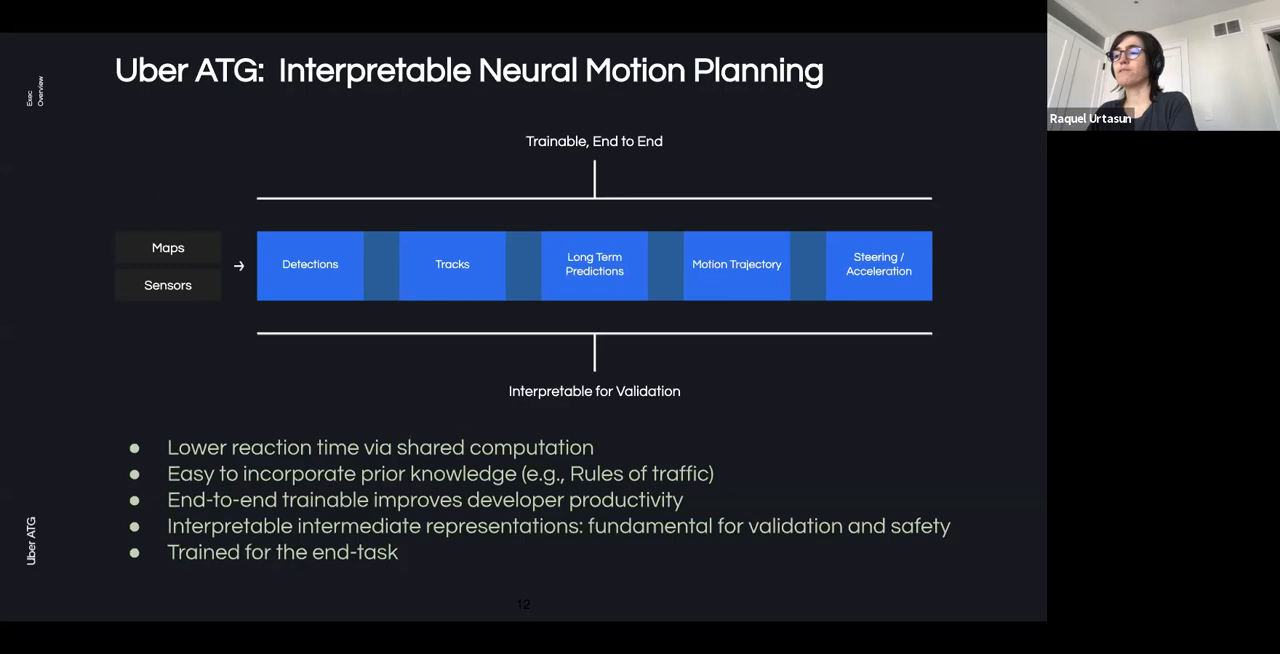 Exec
Overview
Uber ATG: Interpretable Neural Motion Planning
Raquel Urtasun
Trainable, End to End
Maps
Sensors
→
Detections
Tracks
Long Term
Predictions
Motion Trajectory
Steering /
Acceleration
Interpretable for Validation
● Lower reaction time via shared computation
● Easy to incorporate prior knowledge (e.g., Rules of traffic)
● End-to-end trainable improves developer productivity
● Interpretable intermediate representations: fundamental for validation and safety
● Trained for the end-task
Uber ATG
12